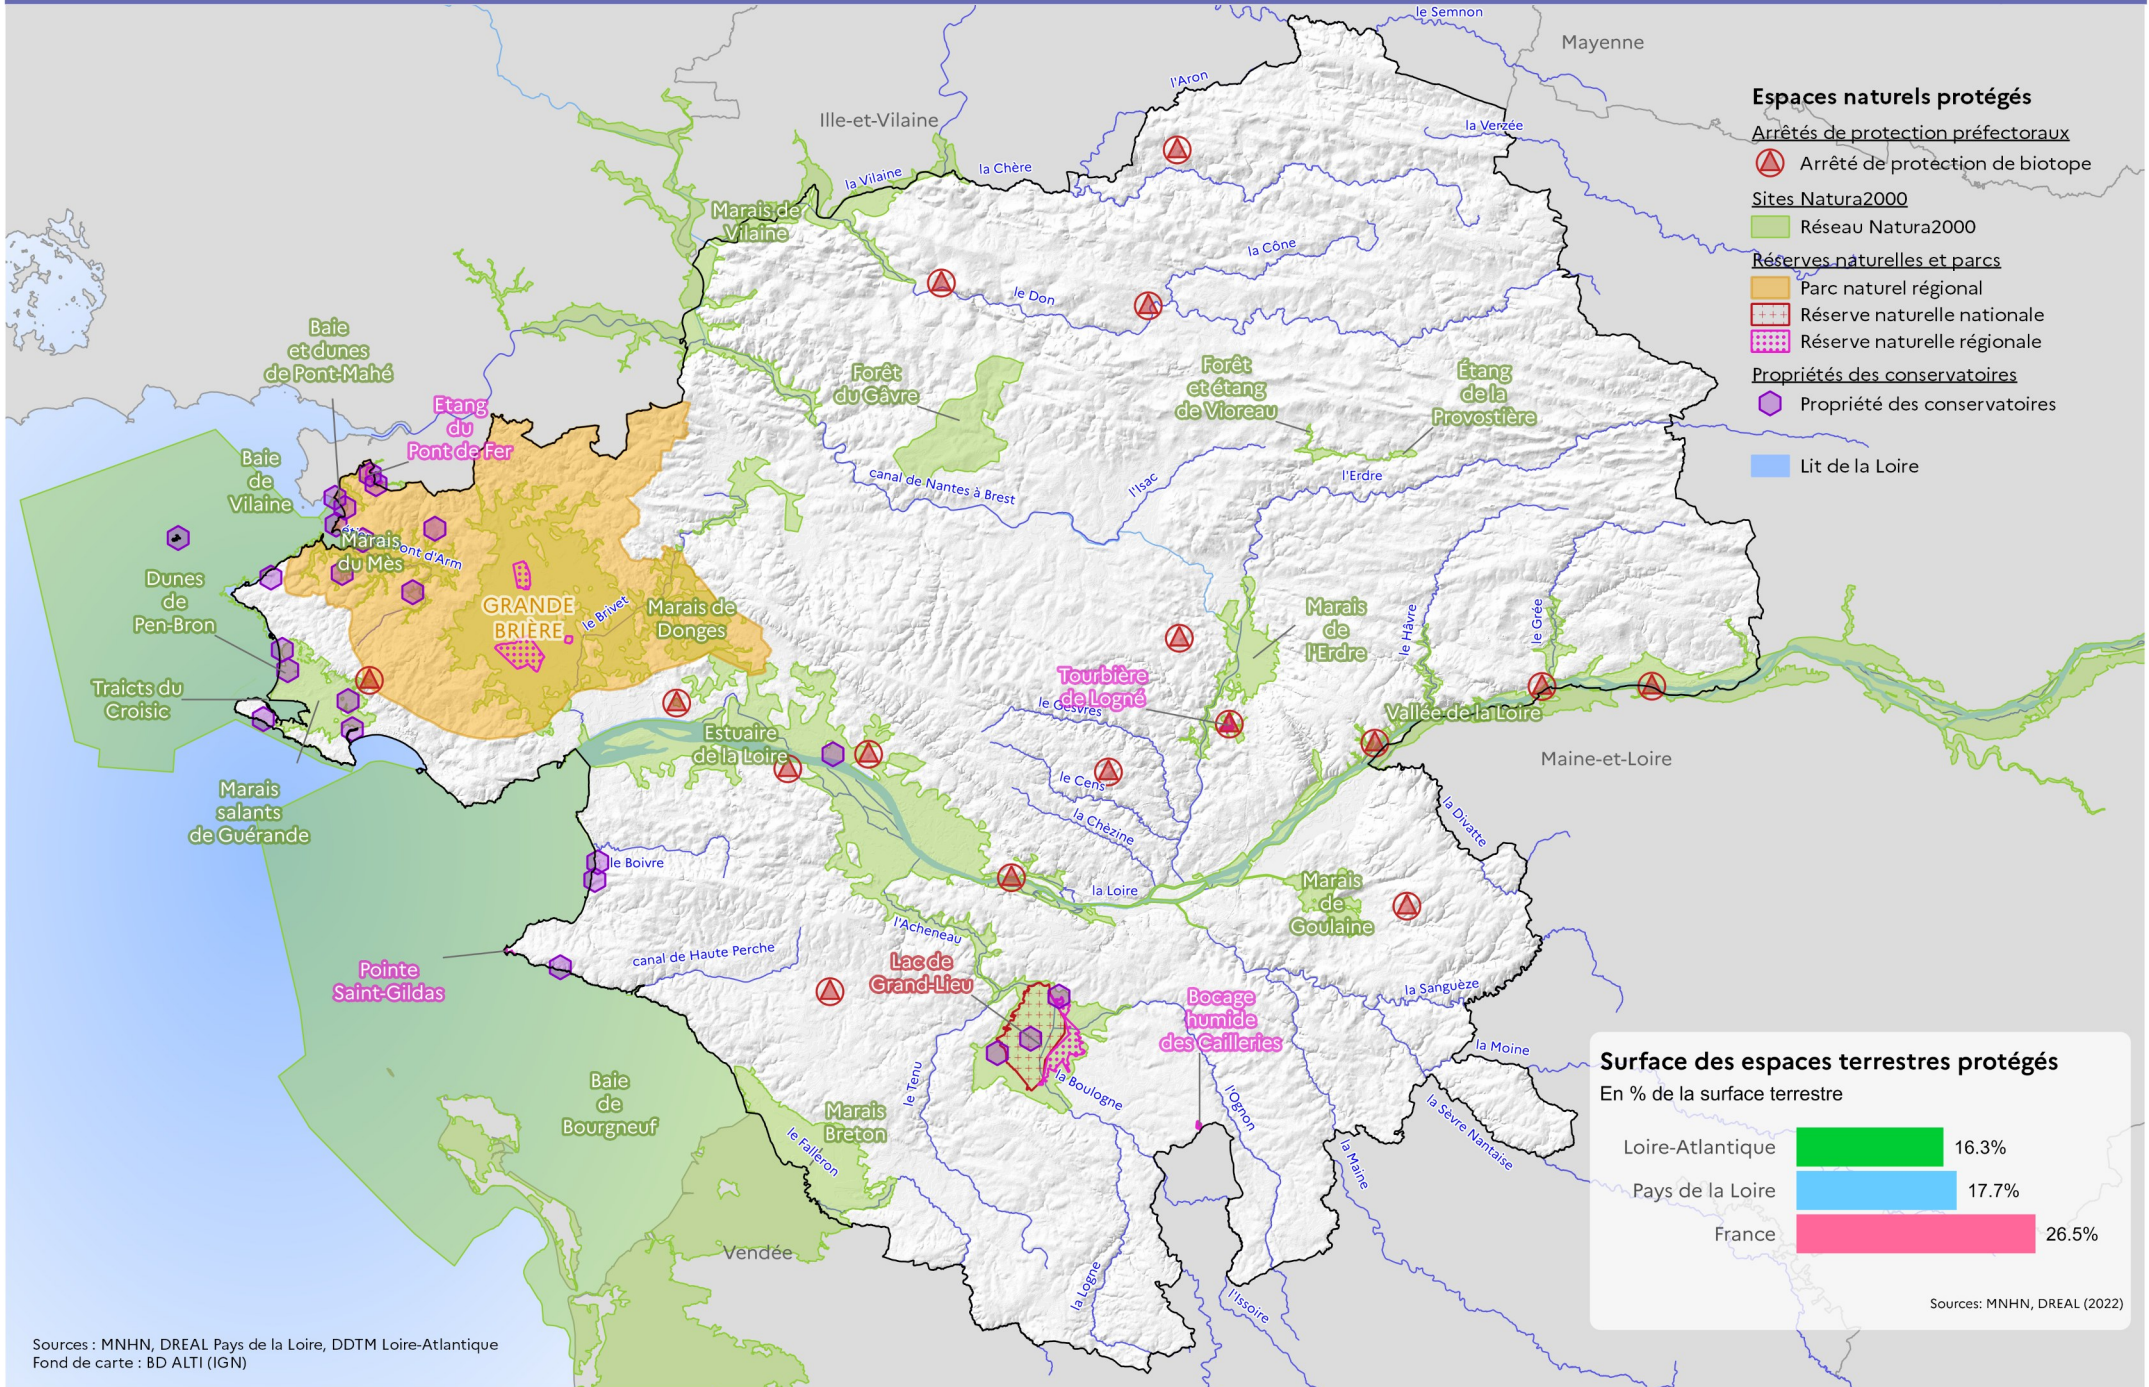 le Semnon
Mayenne
l'Aron
Ille-et-Vilaine
la Verzée
la Vilaine
la Chère
Marais de
Vilaine
la Cône
le Don
Baie
et dunes
de Pont-Mahé
Forêt
du Gâvre
Forêt
et étang
de Vioreau
Étang
de la
Provostière
Etang
du
Pont de Fer
Baie
de
Vilaine
canal de Nantes à Brest
l'Isac
l'Erdre
Marais
du Mès
ont d'Arm
Dunes
de
Pen-Bron
GRANDE
BRIÈRE
le Brivet
Marais de
Donges
Marais
de
l'Erdre
le Hâvre
le Grée
Traicts du
Croisic
Tourbière
de Logné
le Gesvres
Vallée de la Loire
Estuaire
de la Loire
Maine-et-Loire
le Cens
la Chèzine
la Divatte
Marais
salants
de Guérande
le Boivre
la Loire
Marais
de
Goulaine
l'Acheneau
canal de Haute Perche
Lac de
Grand-Lieu
Pointe
Saint-Gildas
la Sanguèze
Bocage
humide
des Cailleries
la Moine
le Tenu
la Boulogne
l'Ognon
la Sèvre Nantaise
la Maine
Baie
de
Bourgneuf
Marais
Breton
le Falleron
Vendée
la Logne
l'Issoire
Espaces naturels protégés
Arrêtés de protection préfectoraux
Arrêté de protection de biotope
Sites Natura2000
Réseau Natura2000
Réserves naturelles et parcs
Parc naturel régional
Réserve naturelle nationale
Réserve naturelle régionale
Propriétés des conservatoires
Propriété des conservatoires
Lit de la Loire
Surface des espaces terrestres protégés
En % de la surface terrestre
Loire-Atlantique 16.3%
Pays de la Loire 17.7%
France 26.5%
Sources: MNHN, DREAL (2022)
Sources : MNHN, DREAL Pays de la Loire, DDTM Loire-Atlantique
Fond de carte : BD ALTI (IGN)